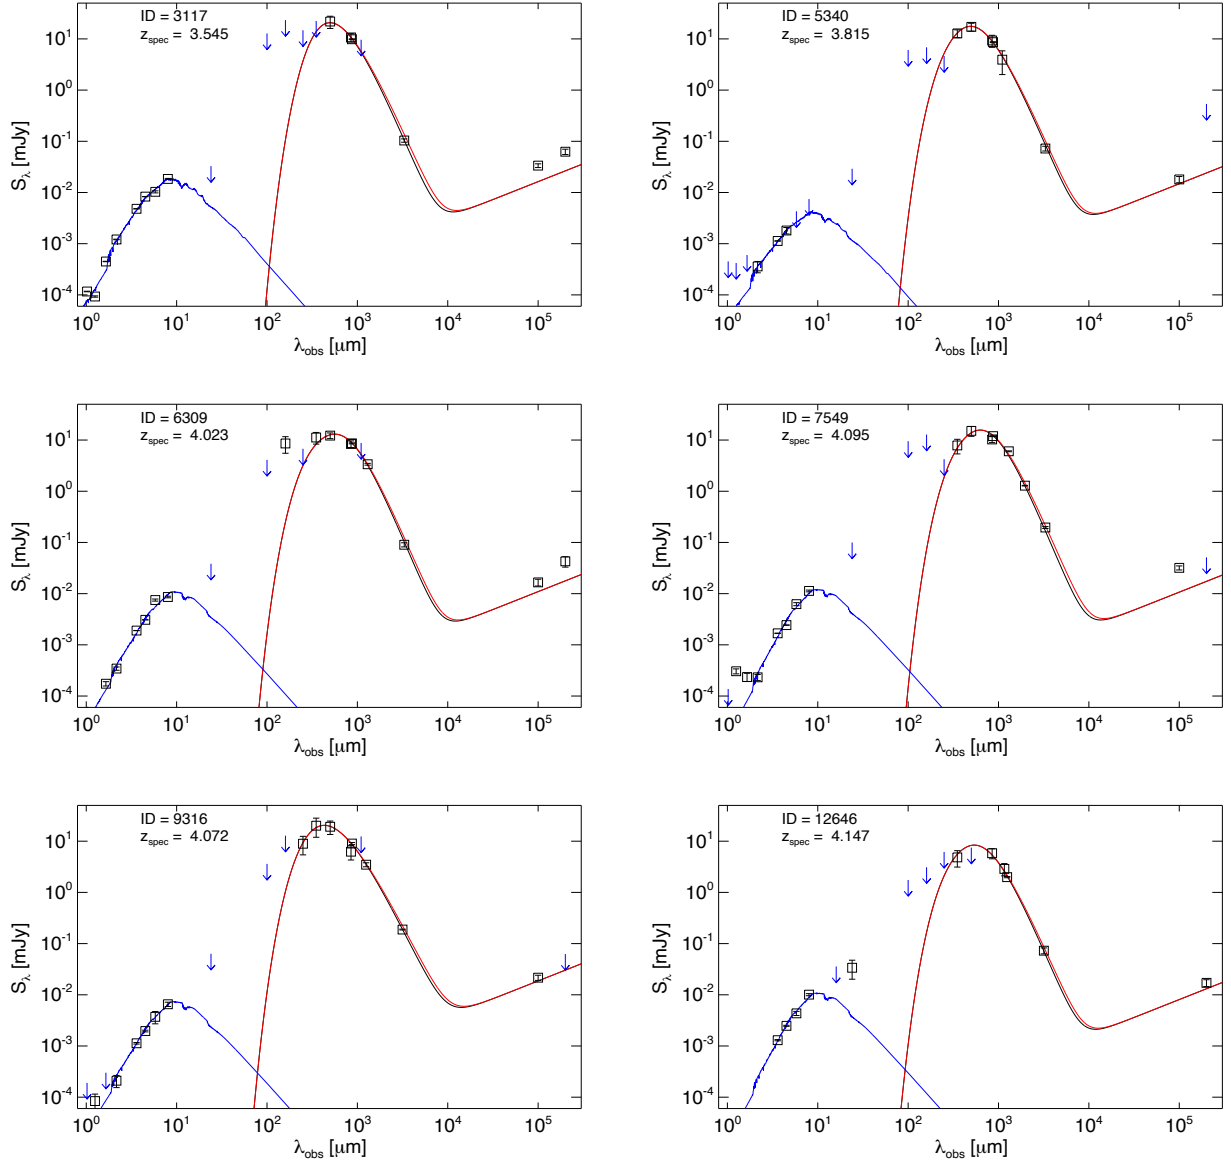 ID = 3117
z_spec = 3.545
10^1
10^0
10^-1
10^-2
10^-3
10^-4
S_λ [mJy]
10^0 10^1 10^2 10^3 10^4 10^5
λ_obs [μm]
ID = 5340
z_spec = 3.815
10^1
10^0
10^-1
10^-2
10^-3
10^-4
S_λ [mJy]
10^0 10^1 10^2 10^3 10^4 10^5
λ_obs [μm]
ID = 6309
z_spec = 4.023
10^1
10^0
10^-1
10^-2
10^-3
10^-4
S_λ [mJy]
10^0 10^1 10^2 10^3 10^4 10^5
λ_obs [μm]
ID = 7549
z_spec = 4.095
10^1
10^0
10^-1
10^-2
10^-3
10^-4
S_λ [mJy]
10^0 10^1 10^2 10^3 10^4 10^5
λ_obs [μm]
ID = 9316
z_spec = 4.072
10^1
10^0
10^-1
10^-2
10^-3
10^-4
S_λ [mJy]
10^0 10^1 10^2 10^3 10^4 10^5
λ_obs [μm]
ID = 12646
z_spec = 4.147
10^1
10^0
10^-1
10^-2
10^-3
10^-4
S_λ [mJy]
10^0 10^1 10^2 10^3 10^4 10^5
λ_obs [μm]